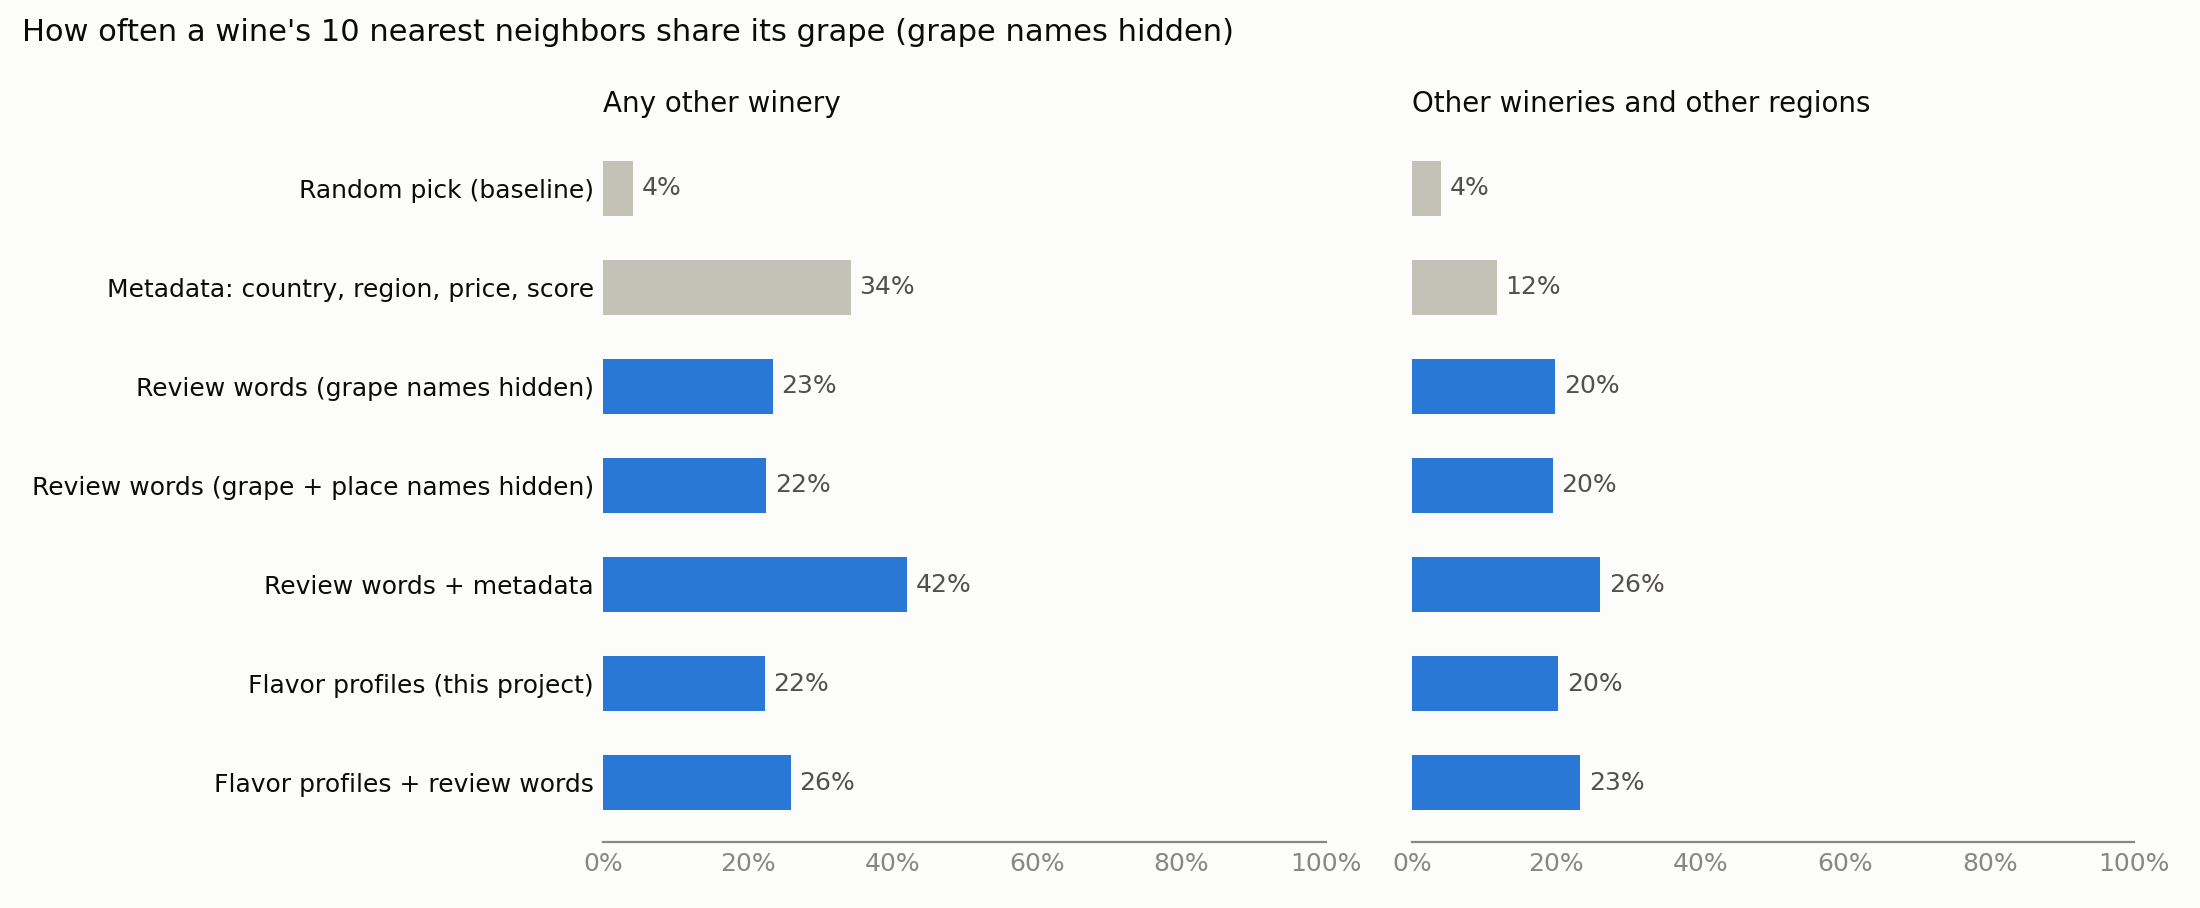 How often a wine's 10 nearest neighbors share its grape (grape names hidden)
Any other winery
Other wineries and other regions
Random pick (baseline) 4% 4%
Metadata: country, region, price, score 34% 12%
Review words (grape names hidden) 23% 20%
Review words (grape + place names hidden) 22% 20%
Review words + metadata 42% 26%
Flavor profiles (this project) 22% 20%
Flavor profiles + review words 26% 23%
0% 20% 40% 60% 80% 100% 0% 20% 40% 60% 80% 100%